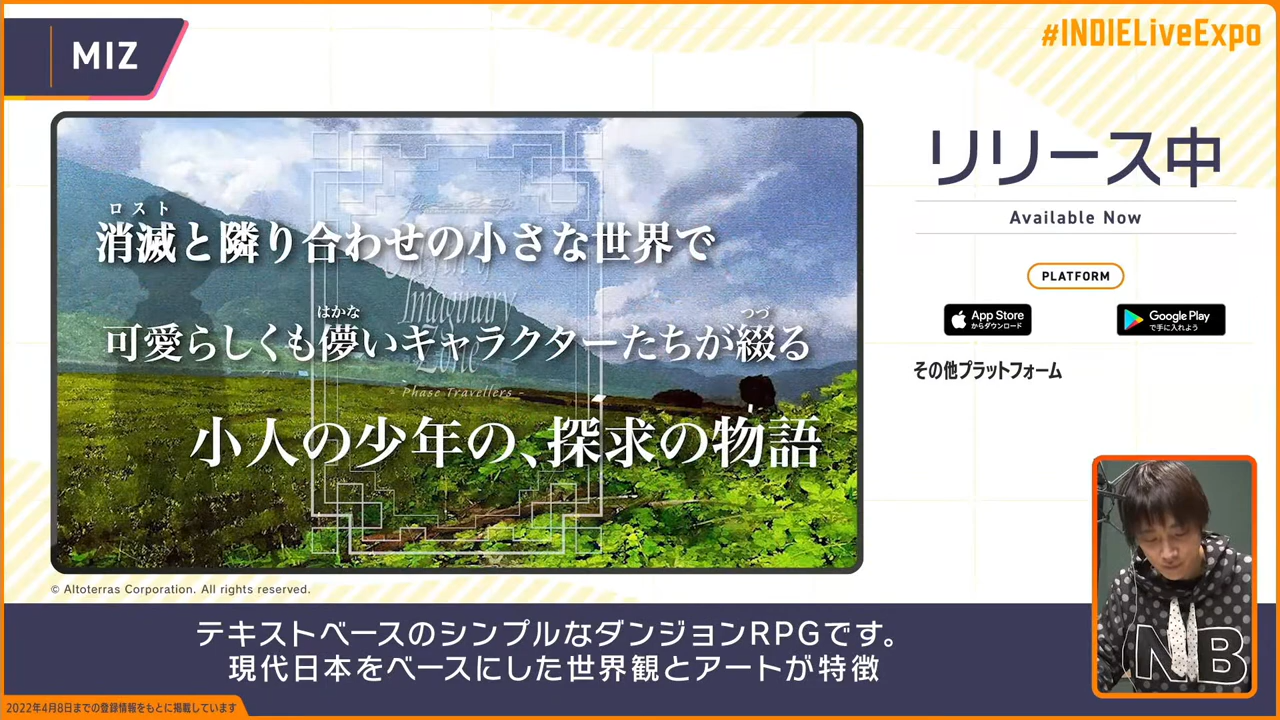 MIZ
#INDIELiveExpo
ロスト
消滅と隣り合わせの小さな世界で
はかな つづ
可愛らしくも儚いキャラクターたちが綴る
Imaginary
Zone
- Phase Travellers -
小人の少年の、探求の物語
リリース中
Available Now
PLATFORM
App Store
からダウンロード
Google Play
で手に入れよう
その他プラットフォーム
© Altoterras Corporation. All rights reserved.
テキストベースのシンプルなダンジョンRPGです。
現代日本をベースにした世界観とアートが特徴
NB
2022年4月8日までの登録情報をもとに掲載しています